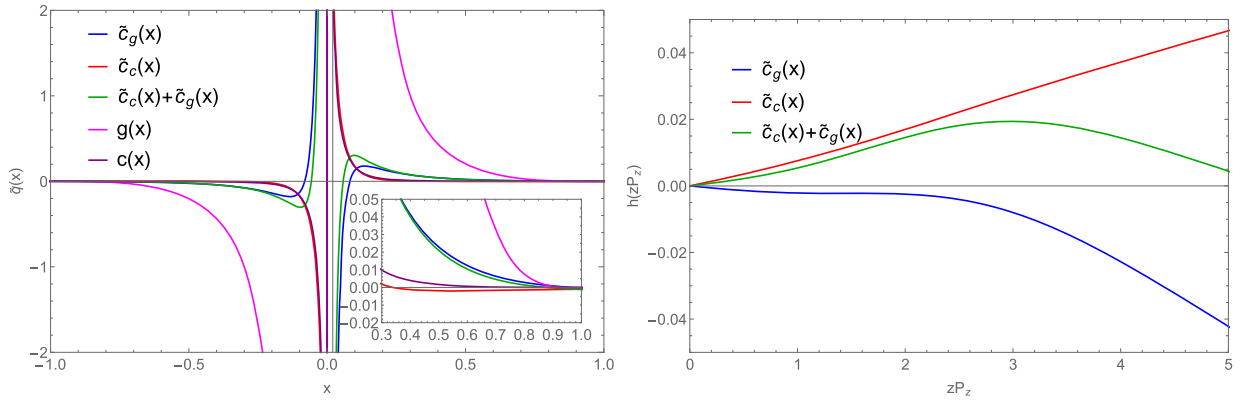 2
1
0
−1
−2
q̃(x)
c̃g(x)
c̃c(x)
c̃c(x)+c̃g(x)
g(x)
c(x)
0.05
0.04
0.03
0.02
0.01
0.00
−0.01
−0.02
0.3 0.4 0.5 0.6 0.7 0.8 0.9 1.0
−1.0 −0.5 0.0 0.5 1.0
x
0.04
0.02
0.00
−0.02
−0.04
h(zPz)
c̃g(x)
c̃c(x)
c̃c(x)+c̃g(x)
0 1 2 3 4 5
zPz